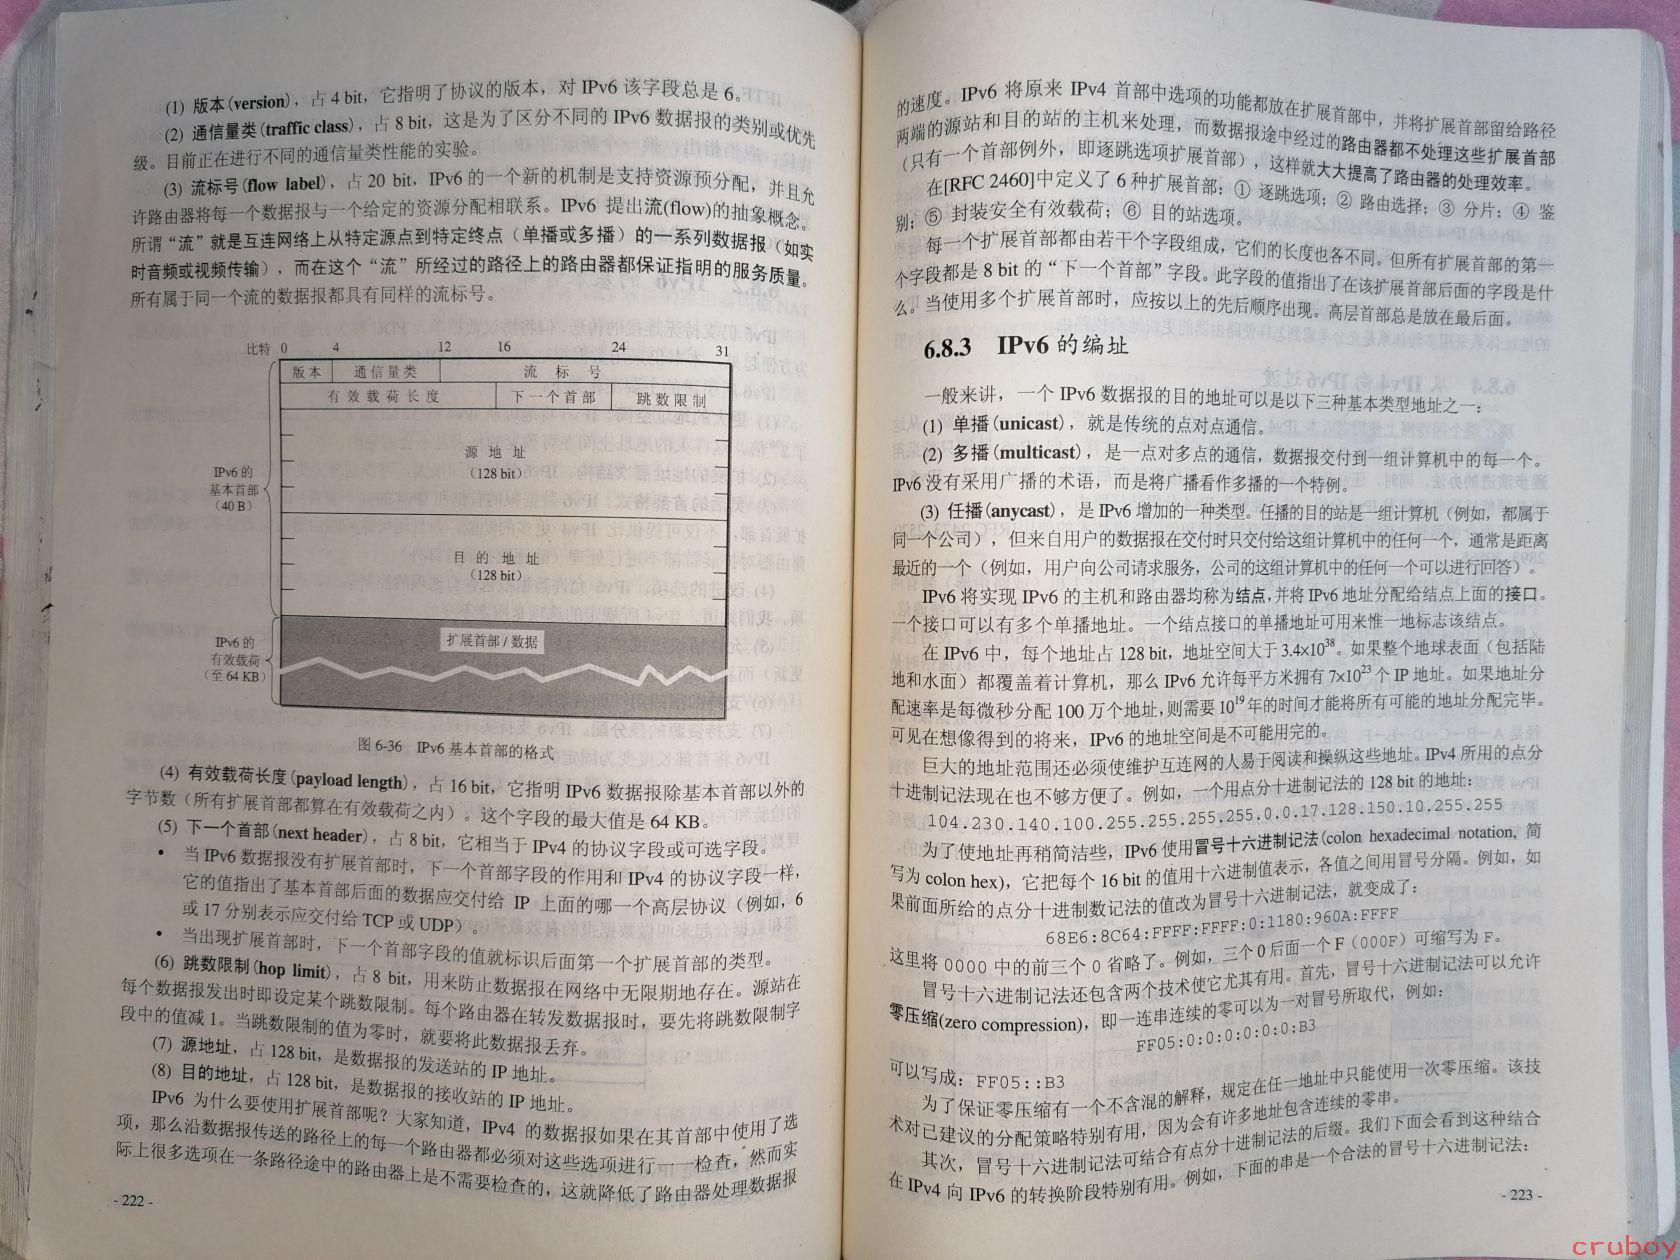 (1) 版本(version)，占 4 bit，它指明了协议的版本，对 IPv6 该字段总是 6。
(2) 通信量类(traffic class)，占 8 bit，这是为了区分不同的 IPv6 数据报的类别或优先
级。目前正在进行不同的通信量类性能的实验。
(3) 流标号(flow label)，占 20 bit，IPv6 的一个新的机制是支持资源预分配，并且允
许路由器将每一个数据报与一个给定的资源分配相联系。IPv6 提出流(flow)的抽象概念。
所谓“流”就是互连网络上从特定源点到特定终点（单播或多播）的一系列数据报（如实
时音频或视频传输），而在这个“流”所经过的路径上的路由器都保证指明的服务质量。
所有属于同一个流的数据报都具有同样的流标号。
比特 0 4 12 16 24 31
版本 通信量类 流 标 号
有效载荷长度 下一个首部 跳数限制
源 地 址
(128 bit)
IPv6 的
基本首部
(40 B)
目 的 地 址
(128 bit)
IPv6 的
有效载荷
(至 64 KB)
扩展首部 / 数据
图 6-36 IPv6 基本首部的格式
(4) 有效载荷长度(payload length)，占 16 bit，它指明 IPv6 数据报除基本首部以外的
字节数（所有扩展首部都算在有效载荷之内）。这个字段的最大值是 64 KB。
(5) 下一个首部(next header)，占 8 bit，它相当于 IPv4 的协议字段或可选字段。
• 当 IPv6 数据报没有扩展首部时，下一个首部字段的作用和 IPv4 的协议字段一样，
它的值指出了基本首部后面的数据应交付给 IP 上面的哪一个高层协议（例如，6
或 17 分别表示应交付给 TCP 或 UDP）。
• 当出现扩展首部时，下一个首部字段的值就标识后面第一个扩展首部的类型。
(6) 跳数限制(hop limit)，占 8 bit，用来防止数据报在网络中无限期地存在。源站在
每个数据报发出时即设定某个跳数限制。每个路由器在转发数据报时，要先将跳数限制字
段中的值减 1。当跳数限制的值为零时，就要将此数据报丢弃。
(7) 源地址，占 128 bit，是数据报的发送站的 IP 地址。
(8) 目的地址，占 128 bit，是数据报的接收站的 IP 地址。
IPv6 为什么要使用扩展首部呢？大家知道，IPv4 的数据报如果在其首部中使用了选
项，那么沿数据报传送的路径上的每一个路由器都必须对这些选项进行一一检查，然而实
际上很多选项在一条路径途中的路由器上是不需要检查的，这就降低了路由器处理数据报
- 222 -
的速度。IPv6 将原来 IPv4 首部中选项的功能都放在扩展首部中，并将扩展首部留给路径
两端的源站和目的站的主机来处理，而数据报途中经过的路由器都不处理这些扩展首部
（只有一个首部例外，即逐跳选项扩展首部），这样就大大提高了路由器的处理效率。
在[RFC 2460]中定义了 6 种扩展首部：① 逐跳选项；② 路由选择；③ 分片；④ 鉴
别；⑤ 封装安全有效载荷；⑥ 目的站选项。
每一个扩展首部都由若干个字段组成，它们的长度也各不同。但所有扩展首部的第一
个字段都是 8 bit 的“下一个首部”字段。此字段的值指出了在该扩展首部后面的字段是什
么。当使用多个扩展首部时，应按以上的先后顺序出现。高层首部总是放在最后面。
6.8.3 IPv6 的编址
一般来讲，一个 IPv6 数据报的目的地址可以是以下三种基本类型地址之一：
(1) 单播(unicast)，就是传统的点对点通信。
(2) 多播(multicast)，是一点对多点的通信，数据报交付到一组计算机中的每一个。
IPv6 没有采用广播的术语，而是将广播看作多播的一个特例。
(3) 任播(anycast)，是 IPv6 增加的一种类型。任播的目的站是一组计算机（例如，都属于
同一个公司），但来自用户的数据报在交付时只交付给这组计算机中的任何一个，通常是距离
最近的一个（例如，用户向公司请求服务，公司的这组计算机中的任何一个可以进行回答）。
IPv6 将实现 IPv6 的主机和路由器均称为结点，并将 IPv6 地址分配给结点上面的接口。
一个接口可以有多个单播地址。一个结点接口的单播地址可用来惟一地标志该结点。
在 IPv6 中，每个地址占 128 bit，地址空间大于 3.4×10³⁸。如果整个地球表面（包括陆
地和水面）都覆盖着计算机，那么 IPv6 允许每平方米拥有 7×10²³ 个 IP 地址。如果地址分
配速率是每微秒分配 100 万个地址，则需要 10¹⁹ 年的时间才能将所有可能的地址分配完毕。
可见在想像得到的将来，IPv6 的地址空间是不可能用完的。
巨大的地址范围还必须使维护互连网的人易于阅读和操纵这些地址。IPv4 所用的点分
十进制记法现在也不够方便了。例如，一个用点分十进制记法的 128 bit 的地址：
104.230.140.100.255.255.255.255.0.0.17.128.150.10.255.255
为了使地址再稍简洁些，IPv6 使用冒号十六进制记法(colon hexadecimal notation, 简
写为 colon hex)，它把每个 16 bit 的值用十六进制值表示，各值之间用冒号分隔。例如，如
果前面所给的点分十进制数记法的值改为冒号十六进制记法，就变成了：
68E6:8C64:FFFF:FFFF:0:1180:960A:FFFF
这里将 0000 中的前三个 0 省略了。例如，三个 0 后面一个 F（000F）可缩写为 F。
冒号十六进制记法还包含两个技术使它尤其有用。首先，冒号十六进制记法可以允许
零压缩(zero compression)，即一连串连续的零可以为一对冒号所取代，例如：
FF05:0:0:0:0:0:0:B3
可以写成：FF05::B3
为了保证零压缩有一个不含混的解释，规定在任一地址中只能使用一次零压缩。该技
术对已建议的分配策略特别有用，因为会有许多地址包含连续的零串。
其次，冒号十六进制记法可结合有点分十进制记法的后缀。我们下面会看到这种结合
在 IPv4 向 IPv6 的转换阶段特别有用。例如，下面的串是一个合法的冒号十六进制记法：
- 223 -
cruboy